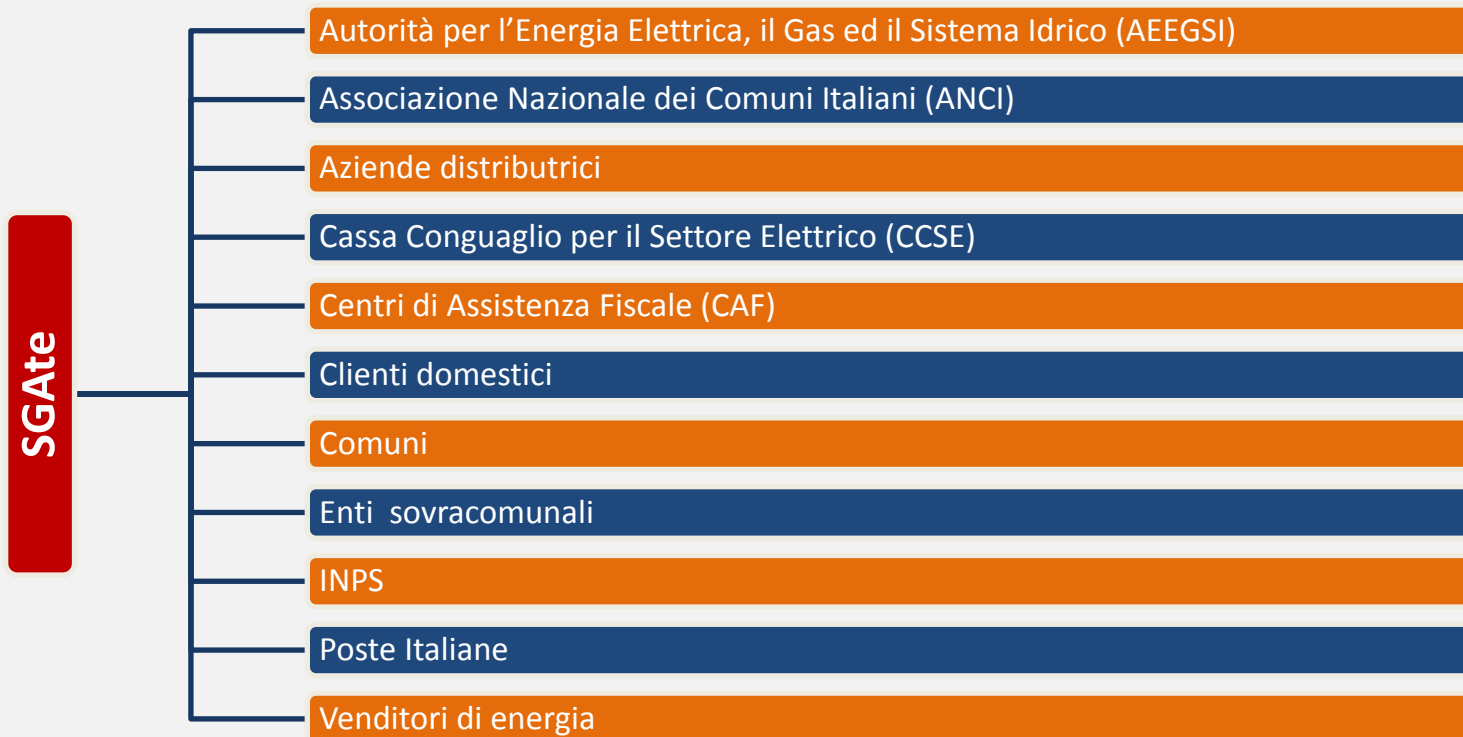 SGAte
Autorità per l’Energia Elettrica, il Gas ed il Sistema Idrico (AEEGSI)
Associazione Nazionale dei Comuni Italiani (ANCI)
Aziende distributrici
Cassa Conguaglio per il Settore Elettrico (CCSE)
Centri di Assistenza Fiscale (CAF)
Clienti domestici
Comuni
Enti  sovracomunali
INPS
Poste Italiane
Venditori di energia